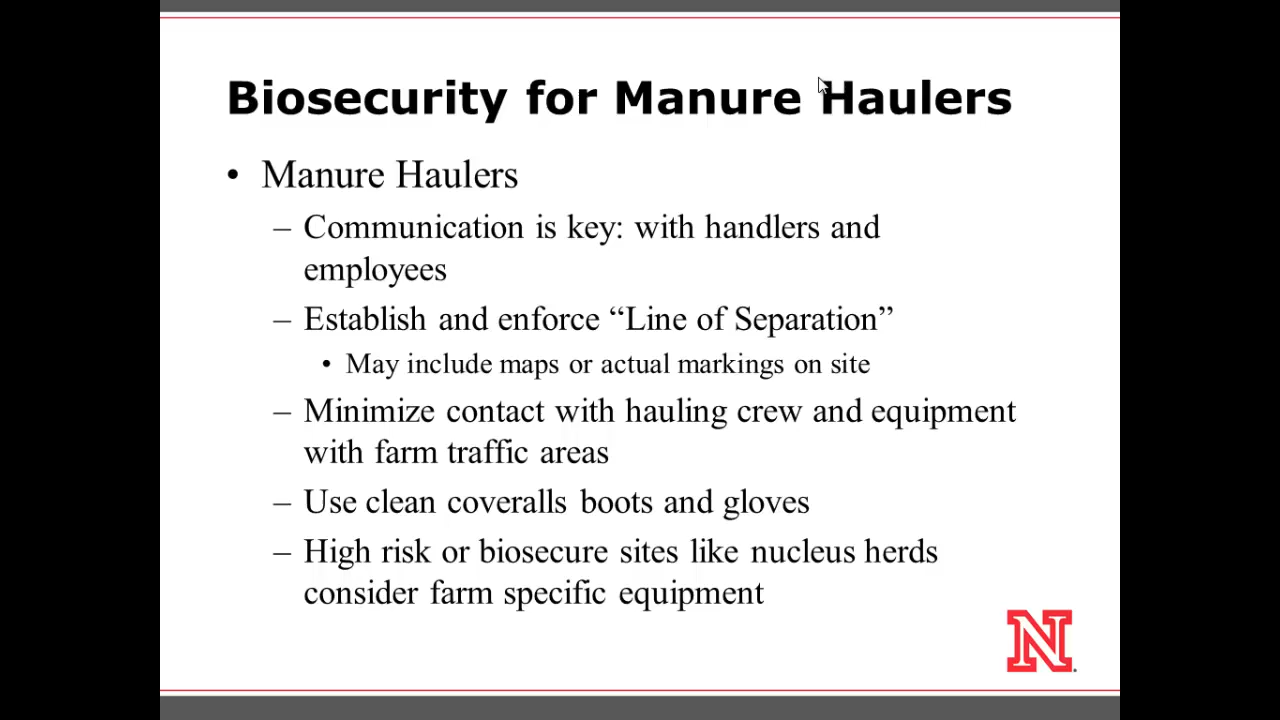 Biosecurity for Manure Haulers
• Manure Haulers
– Communication is key: with handlers and
employees
– Establish and enforce “Line of Separation”
• May include maps or actual markings on site
– Minimize contact with hauling crew and equipment
with farm traffic areas
– Use clean coveralls boots and gloves
– High risk or biosecure sites like nucleus herds
consider farm specific equipment
N